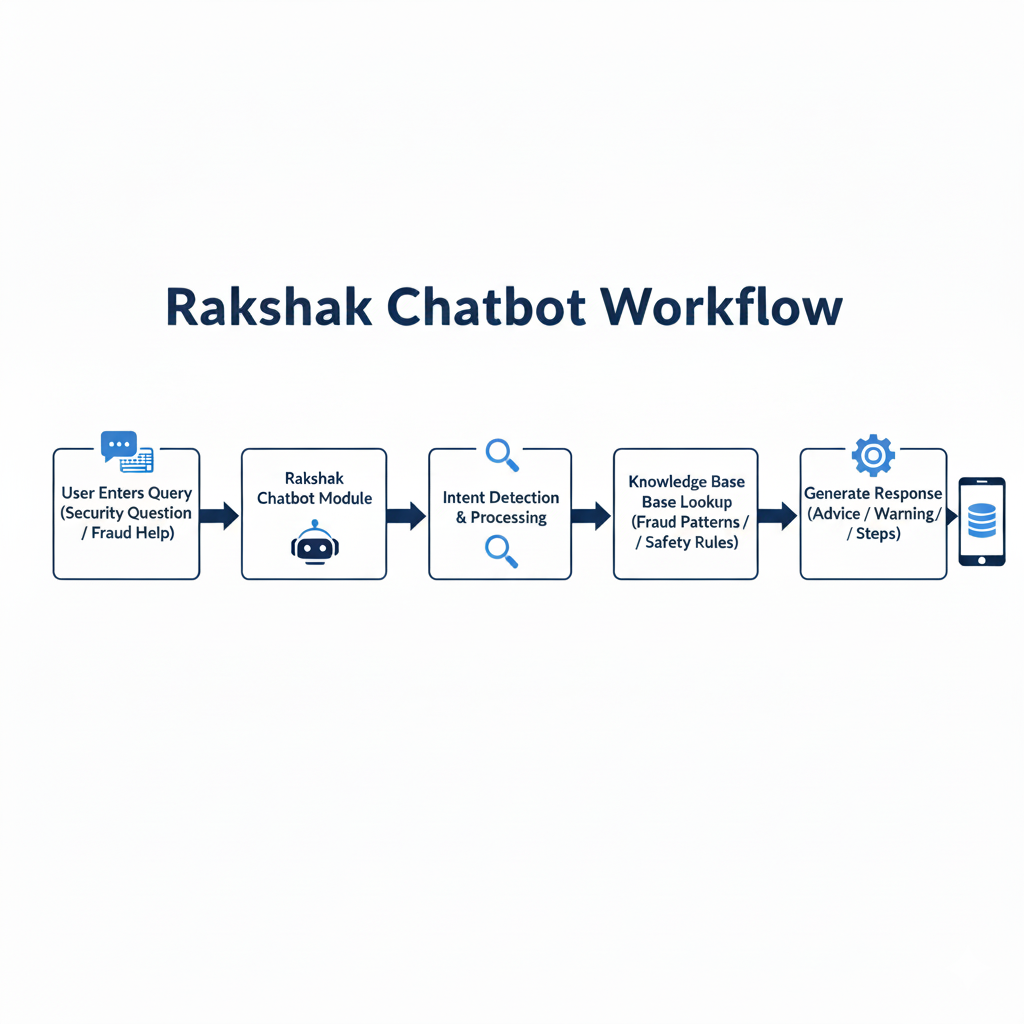 Rakshak Chatbot Workflow
User Enters Query
(Security Question
/ Fraud Help)
Rakshak
Chatbot Module
Intent Detection
& Processing
Knowledge Base
Base Lookup
(Fraud Patterns /
/ Safety Rules)
Generate Response
(Advice / Warning/
/ Steps)